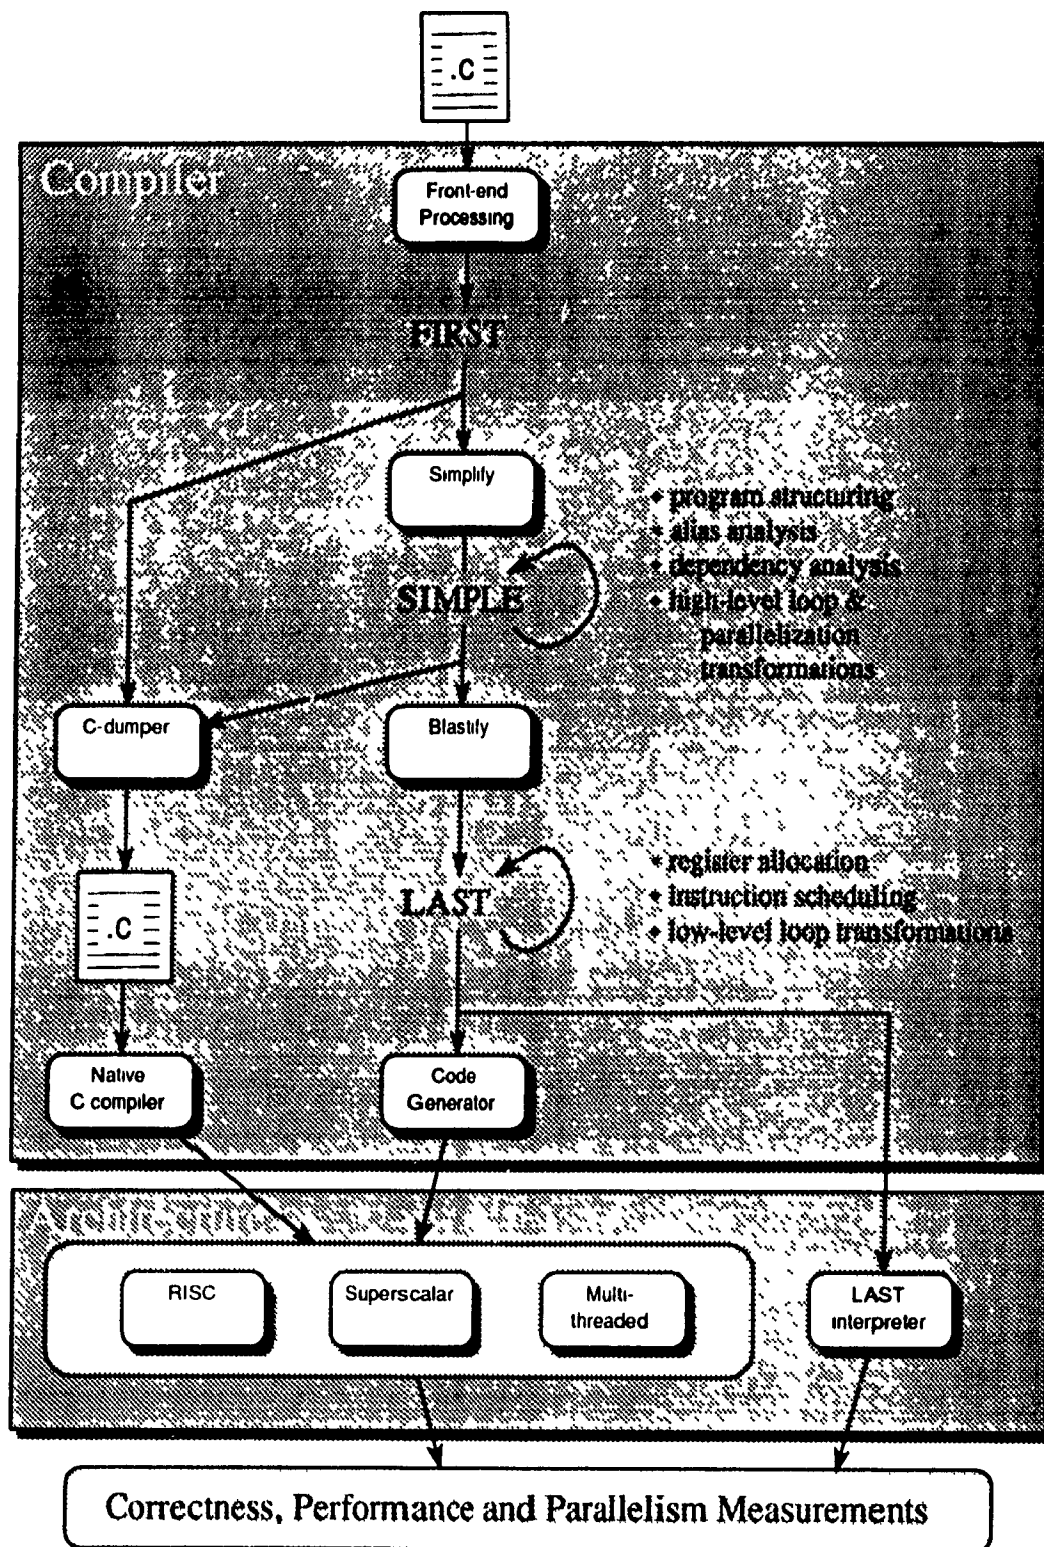 .C
Compiler
Front-end
Processing
FIRST
Simplify
• program structuring
• alias analysis
• dependency analysis
• high-level loop &
parallelization
transformations
SIMPLE
C-dumper
Blastify
• register allocation
• instruction scheduling
• low-level loop transformations
LAST
.C
Native
C compiler
Code
Generator
Architecture
RISC
Superscalar
Multi-
threaded
LAST
interpreter
Correctness, Performance and Parallelism Measurements